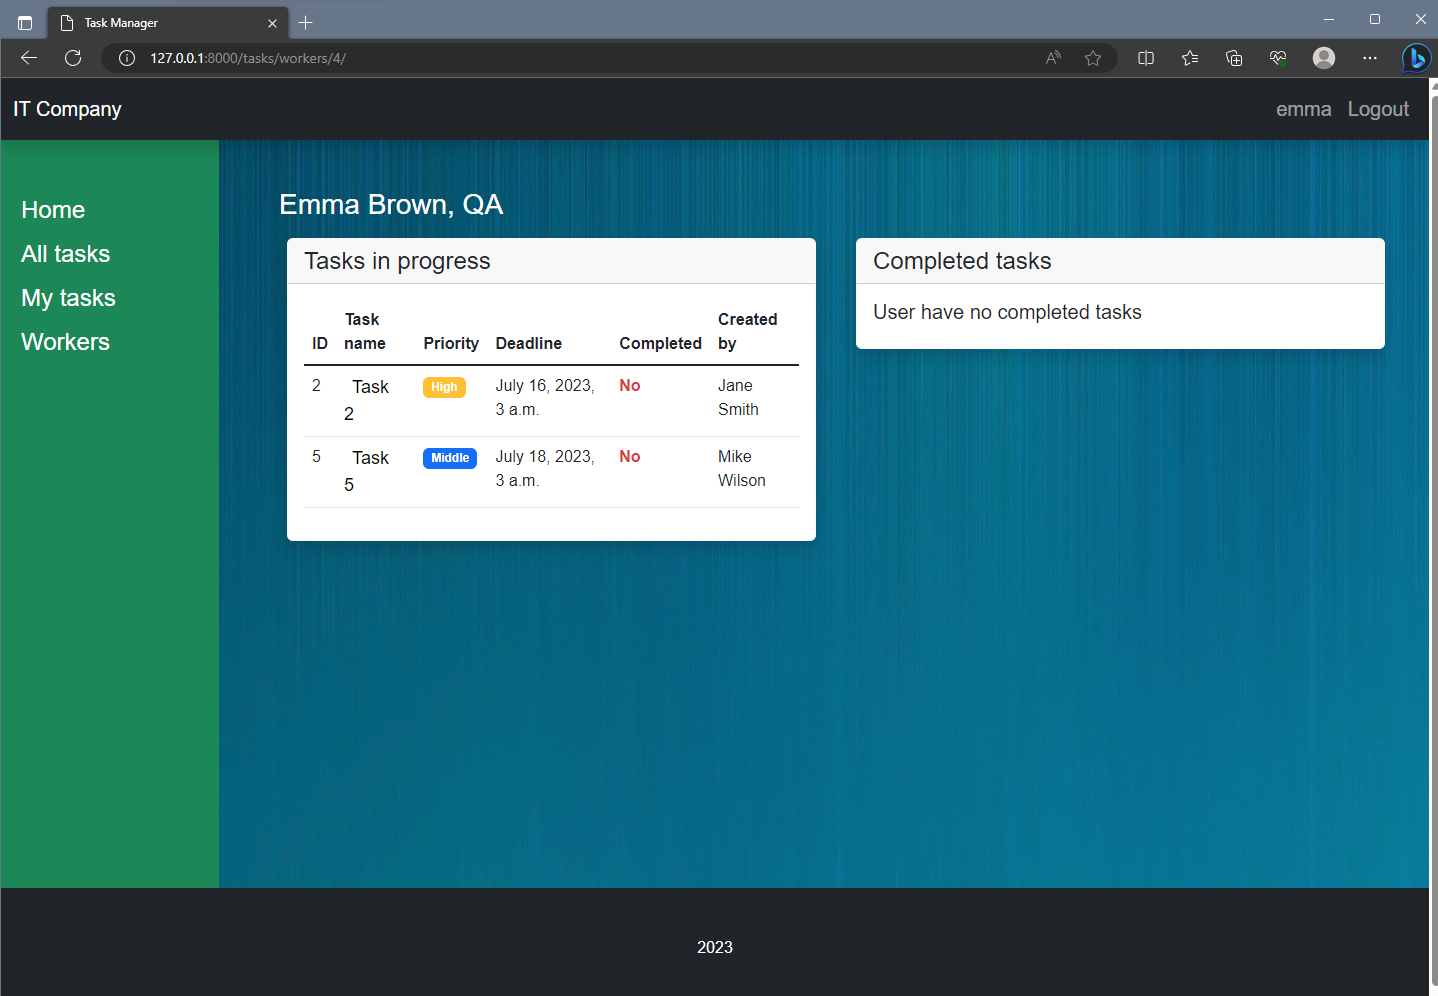 Task Manager
127.0.0.1:8000/tasks/workers/4/
IT Company
emma Logout
Home
All tasks
My tasks
Workers
Emma Brown, QA
Tasks in progress
ID Task name Priority Deadline Completed Created by
2 Task 2 High July 16, 2023, 3 a.m. No Jane Smith
5 Task 5 Middle July 18, 2023, 3 a.m. No Mike Wilson
Completed tasks
User have no completed tasks
2023